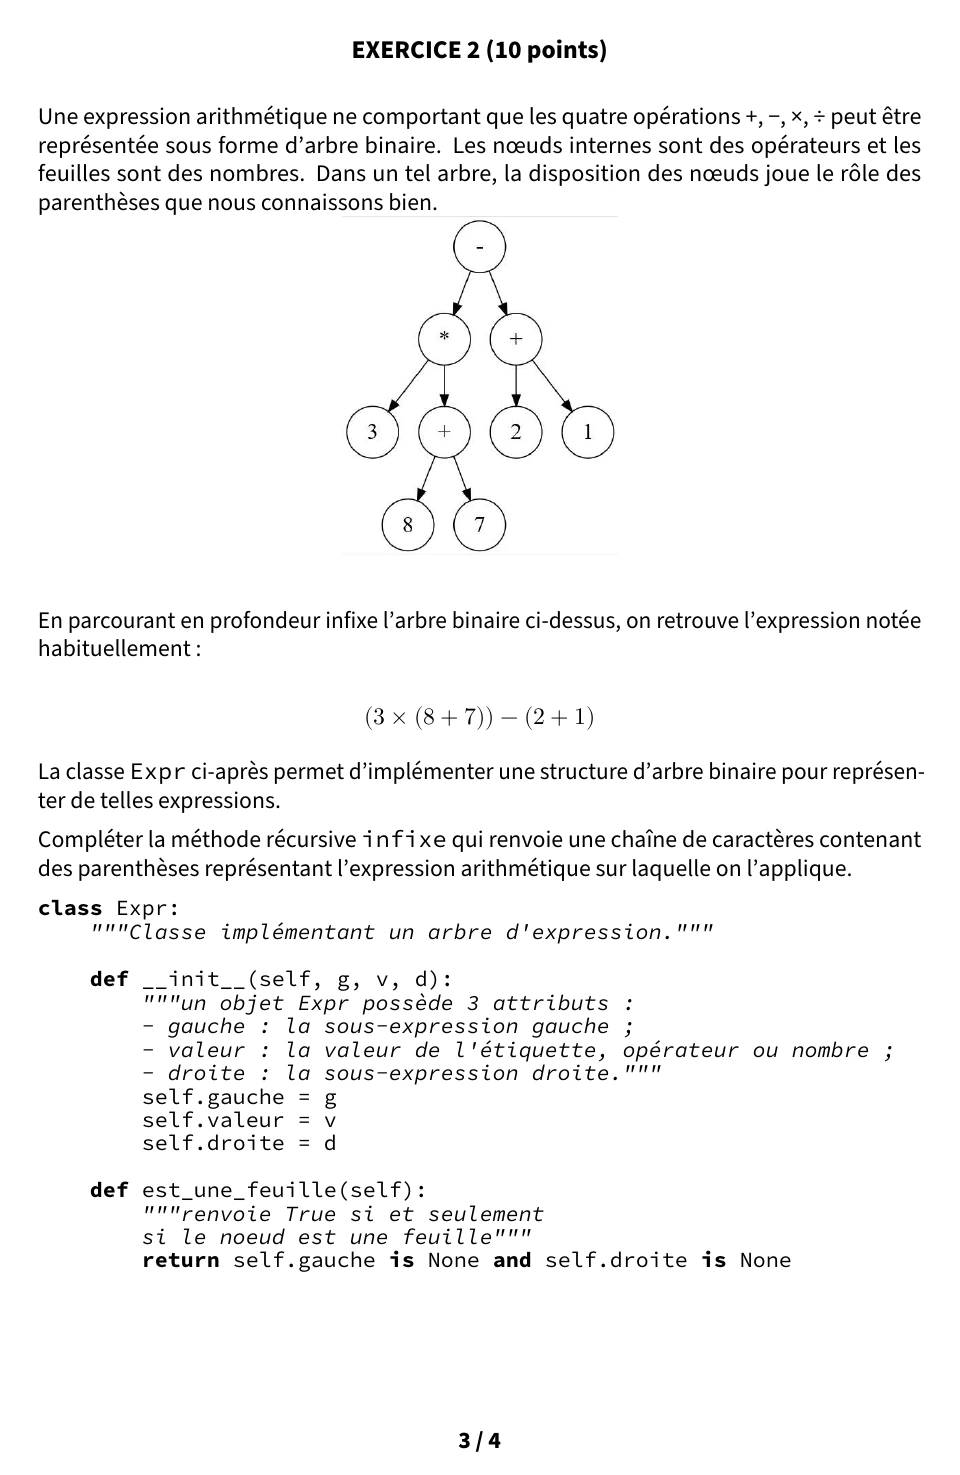 EXERCICE 2 (10 points)
Une expression arithmétique ne comportant que les quatre opérations +, −, ×, ÷ peut être
représentée sous forme d’arbre binaire. Les nœuds internes sont des opérateurs et les
feuilles sont des nombres. Dans un tel arbre, la disposition des nœuds joue le rôle des
parenthèses que nous connaissons bien.
-
* +
3 + 2 1
8 7
En parcourant en profondeur infixe l’arbre binaire ci-dessus, on retrouve l’expression notée
habituellement :
(3 × (8 + 7)) − (2 + 1)
La classe Expr ci-après permet d’implémenter une structure d’arbre binaire pour représen-
ter de telles expressions.
Compléter la méthode récursive infixe qui renvoie une chaîne de caractères contenant
des parenthèses représentant l’expression arithmétique sur laquelle on l’applique.
class Expr:
    """Classe implémentant un arbre d'expression."""
    def __init__(self, g, v, d):
        """un objet Expr possède 3 attributs :
        - gauche : la sous-expression gauche ;
        - valeur : la valeur de l'étiquette, opérateur ou nombre ;
        - droite : la sous-expression droite."""
        self.gauche = g
        self.valeur = v
        self.droite = d
    def est_une_feuille(self):
        """renvoie True si et seulement
        si le noeud est une feuille"""
        return self.gauche is None and self.droite is None
3 / 4